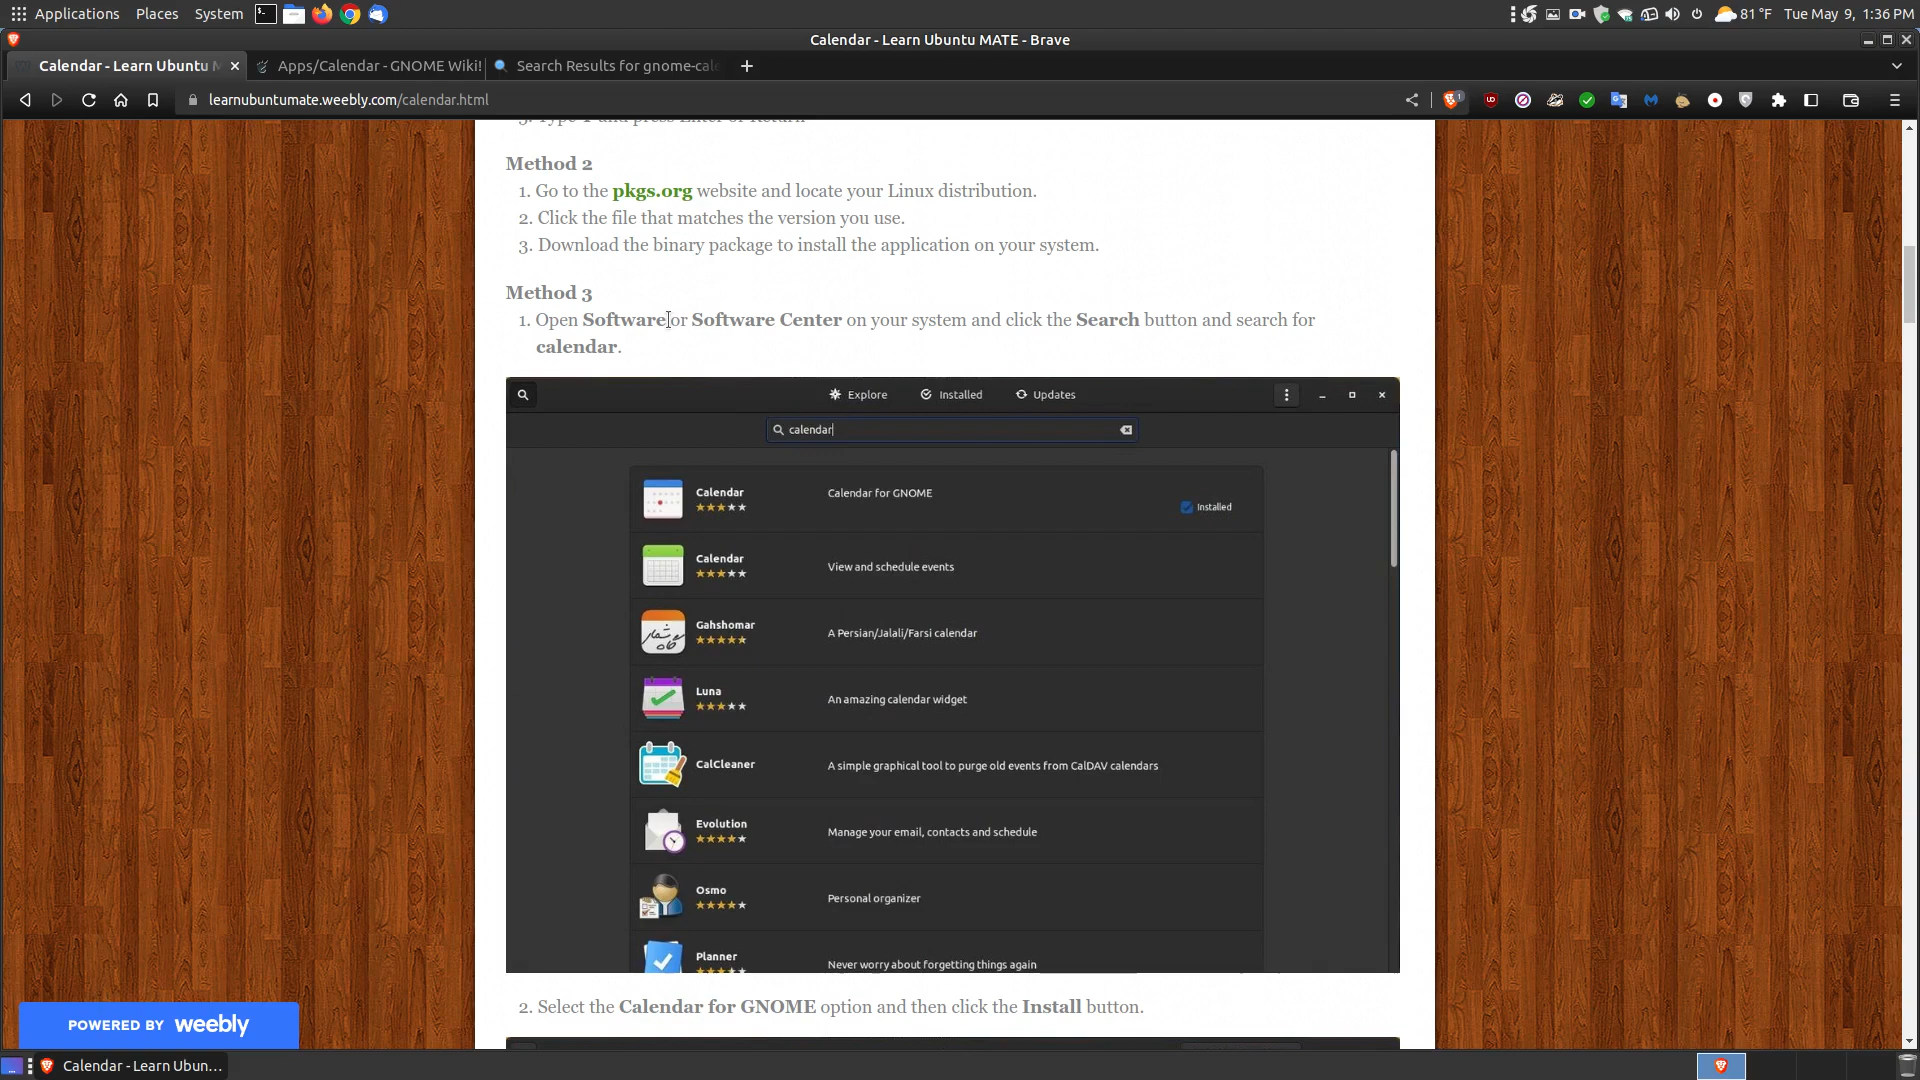 Applications Places System 81 °F Tue May 9, 1:36 PM
Calendar - Learn Ubuntu MATE - Brave
Calendar - Learn Ubuntu M Apps/Calendar - GNOME Wiki! Search Results for gnome-cale
learnubuntumate.weebly.com/calendar.html
3. Type Y and press Enter or Return.
Method 2
1. Go to the pkgs.org website and locate your Linux distribution.
2. Click the file that matches the version you use.
3. Download the binary package to install the application on your system.
Method 3
1. Open Software or Software Center on your system and click the Search button and search for
calendar.
Explore Installed Updates
calendar
Calendar Calendar for GNOME
Installed
Calendar View and schedule events
Gahshomar A Persian/Jalali/Farsi calendar
Luna An amazing calendar widget
CalCleaner A simple graphical tool to purge old events from CalDAV calendars
Evolution Manage your email, contacts and schedule
Osmo Personal organizer
Planner Never worry about forgetting things again
2. Select the Calendar for GNOME option and then click the Install button.
POWERED BY weebly
Calendar - Learn Ubun...